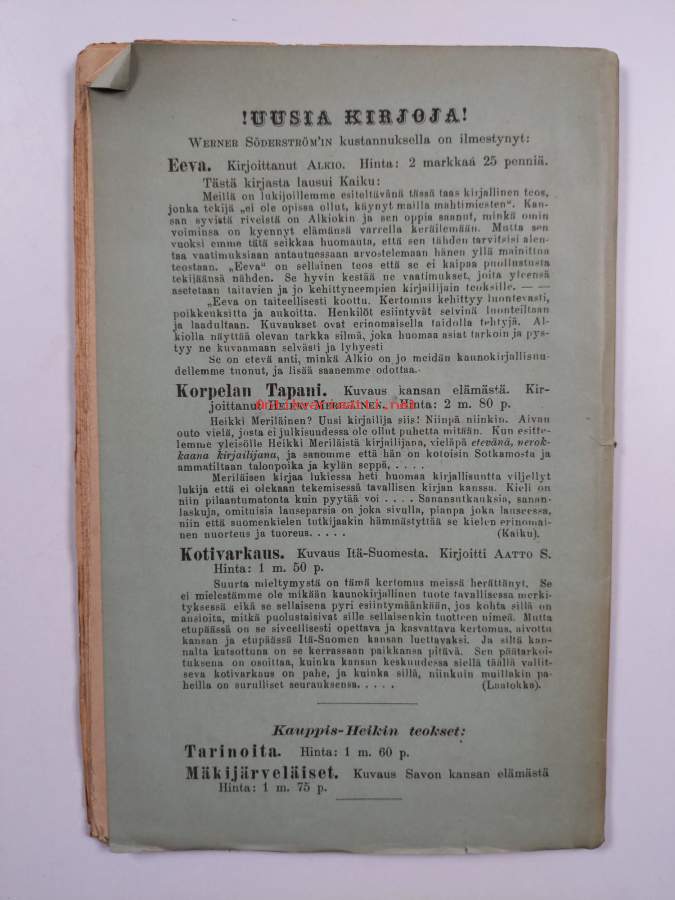 !UUSIA KIRJOJA!
WERNER SÖDERSTRÖM'IN kustannuksella on ilmestynyt:
Eeva. Kirjoittanut ALKIO. Hinta: 2 markkaa 25 penniä.
Tästä kirjasta lausui Kaiku:
Meillä on lukijoillemme esiteltävänä tässä taas kirjallinen teos,
jonka tekijä „ei ole opissa ollut, käynyt mailla mahtimiesten". Kan-
san syvistä riveistä on Alkiokin ja sen oppia saanut, minkä omin
voiminsa on kyennyt elämänsä varrella keräilemään. Mutta sen
vuoksi emme tätä seikkaa huomauta, että sen tähden tarvitsisi alen-
taa vaatimuksiaan antautuessaan arvostelemaan hänen yllä mainittua
teostaan. „Eeva" on sellainen teos että se ei kaipaa puollustusta
tekijäänsä nähden. Se hyvin kestää ne vaatimukset, joita yleensä
asetetaan taitavien ja jo kehittyneempien kirjailijain teoksille. — —
„Eeva on taiteellisesti koottu. Kertomus kehittyy luontevasti,
poikkeuksitta ja aukoitta. Henkilöt esiintyvät selvinä luonteiltaan
ja laadultaan. Kuvaukset ovat erinomaisella taidolla tehtyjä. Al-
kiolla näyttää olevan tarkka silmä, joka huomaa asiat tarkoin ja pys-
tyy ne kuvaamaan selvästi ja lyhyesti
Se on etevä anti, minkä Alkio on jo meidän kaunokirjallisuu-
dellemme tuonut, ja lisää saanemme odottaa.
Korpelan Tapani. Kuvaus kansan elämästä. Kir-
joittanut HEIKKI MERILÄINEN. Hinta: 2 m. 80 p.
Heikki Meriläinen? Uusi kirjailija siis! Niinpä niinkin. Aivan
outo vielä, josta ei julkisuudessa ole ollut puhetta mitään. Kun esitte-
lemme yleisölle Heikki Meriläistä kirjailijana, vieläpä etevänä, nerok-
kaana kirjailijana, ja sanomme että hän on kotoisin Sotkamosta ja
ammatiltaan talonpoika ja kylän seppä, . . . .
Meriläisen kirjaa lukiessa heti huomaa kirjallisuutta viljellyt
lukija että ei olekaan tekemisessä tavallisen kirjan kanssa. Kieli on
niin pilaantumatonta kuin pyytää voi . . . . Sanansutkauksia, sanan-
laskuja, omituisia lauseparsia on joka sivulla, pianpa joka lauseessa,
niin että suomenkielen tutkijaakin hämmästyttää se kielen erinomai-
nen nuorteus ja tuoreus. . . . . (Kaiku).
Kotivarkaus. Kuvaus Itä-Suomesta. Kirjoitti AATTO S.
Hinta: 1 m. 50 p.
Suurta mieltymystä on tämä kertomus meissä herättänyt. Se
ei mielestämme ole mikään kaunokirjallinen tuote tavallisessa merki-
tyksessä eikä se sellaisena pyri esiintymäänkään, jos kohta sillä on
ansioita, mitkä puolustaisivat sille sellaisenkin tuotteen nimeä. Mutta
etupäässä on se siveellisesti opettava ja kasvattava kertomus, aivottu
kansan ja etupäässä Itä-Suomen kansan luettavaksi. Ja siltä kan-
nalta katsottuna on se kerrassaan paikkansa pitävä. Sen päätarkoi-
tuksena on osoittaa, kuinka kansan keskuudessa siellä täällä vallit-
seva kotivarkaus on pahe, ja kuinka sillä, niinkuin muillakin pa-
heilla on surulliset seurauksensa. . . . . (Laatokka).
Kauppis-Heikin teokset:
Tarinoita. Hinta: 1 m. 60 p.
Mäkijärveläiset. Kuvaus Savon kansan elämästä
Hinta: 1 m. 75 p.